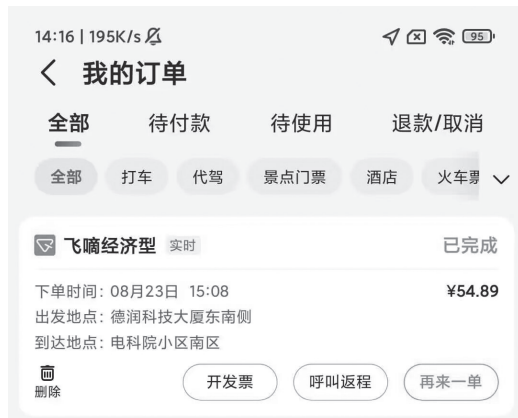 14:16 | 195K/s 95
我的订单
全部 待付款 待使用 退款/取消
全部 打车 代驾 景点门票 酒店 火车票
飞嘀经济型 实时 已完成
下单时间：08月23日 15:08 ¥54.89
出发地点：德润科技大厦东南侧
到达地点：电科院小区南区
删除 开发票 呼叫返程 再来一单